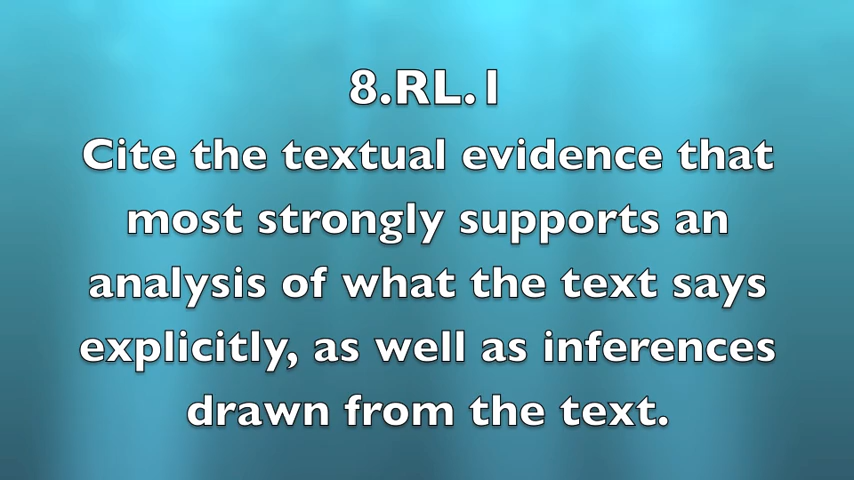 8.RL.1
Cite the textual evidence that
most strongly supports an
analysis of what the text says
explicitly, as well as inferences
drawn from the text.